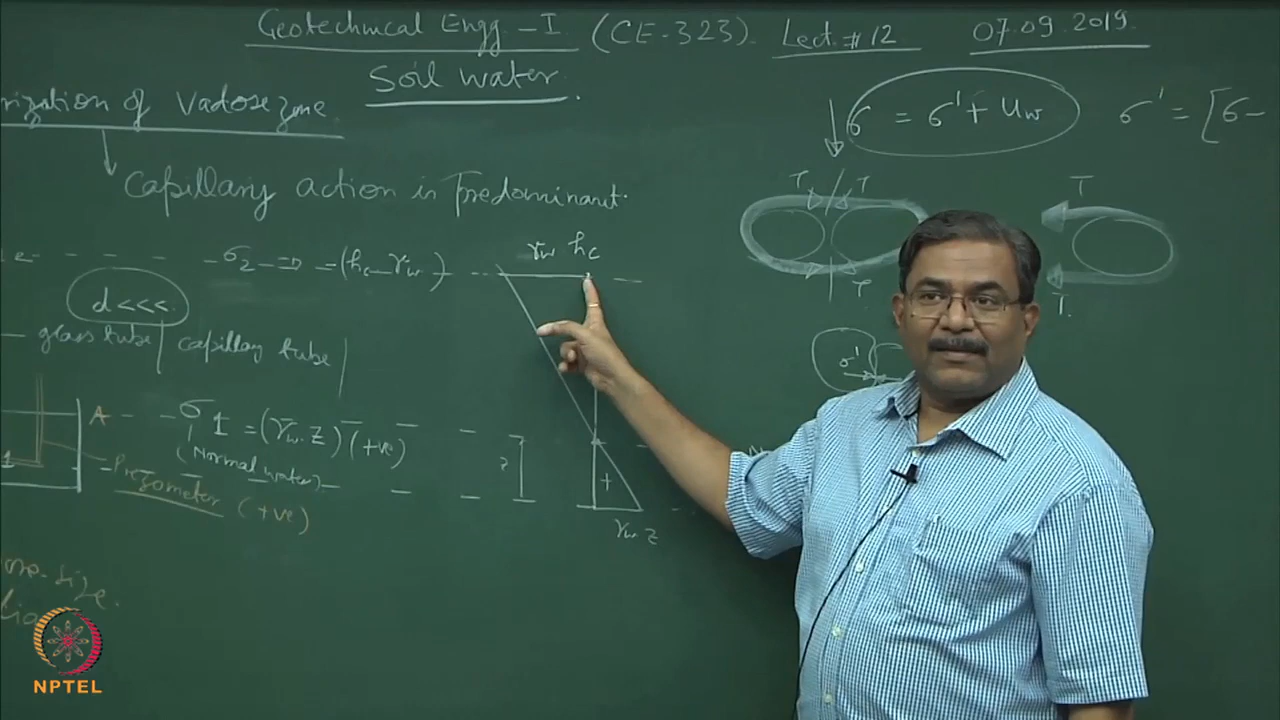 Geotechnical Engg. -I (CE-323). Lect. # 12 07.09.2019.
Soil water.
rization of Vadose zone
Capillary action is Predominant.
σ = σ' + Uw
σ' = [σ-
T T
T
T
T.
σ2 ⇒ = (hc - γw)
γw hc
d <<<.
glass tube | capillary tube |
σ'
A
σ1 = (γw. z) (+ve)
(Normal water)
Piezometer (+ve)
+
γw z
NPTEL